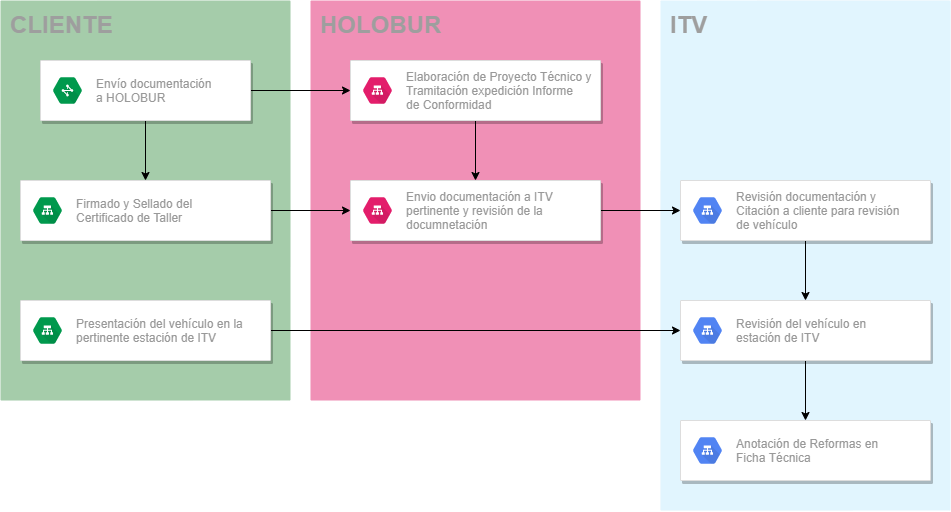 CLIENTE
HOLOBUR
ITV
Envío documentación
a HOLOBUR
Elaboración de Proyecto Técnico y
Tramitación expedición Informe
de Conformidad
Firmado y Sellado del
Certificado de Taller
Envio documentación a ITV
pertinente y revisión de la
documnetación
Revisión documentación y
Citación a cliente para revisión
de vehículo
Presentación del vehículo en la
pertinente estación de ITV
Revisión del vehículo en
estación de ITV
Anotación de Reformas en
Ficha Técnica